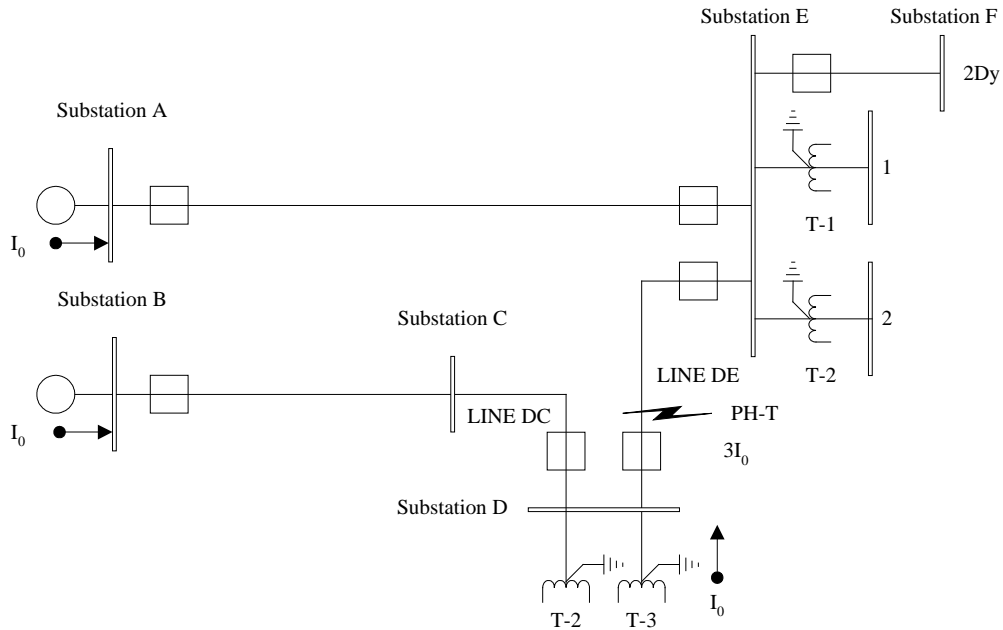 Substation E
Substation F
2Dy
Substation A
1
T-1
I0
Substation B
Substation C
2
T-2
LINE DE
LINE DC
PH-T
I0
3I0
Substation D
T-2
T-3
I0